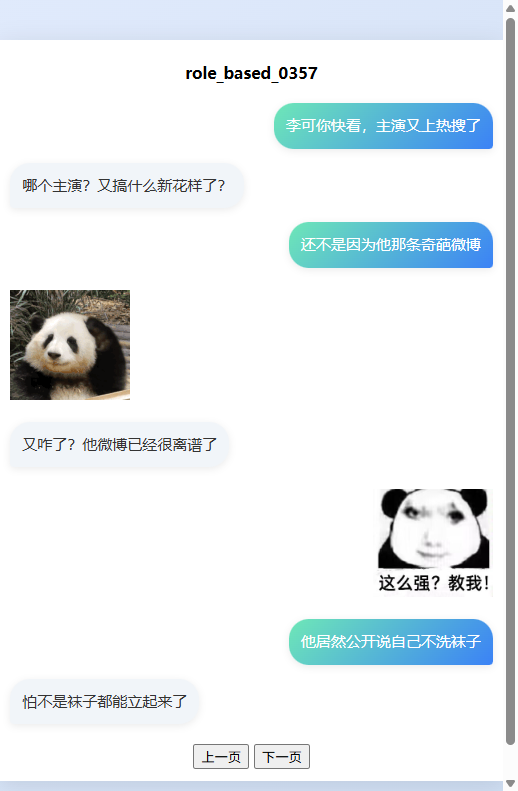 role_based_0357
李可你快看，主演又上热搜了
哪个主演？又搞什么新花样了？
还不是因为他那条奇葩微博
又咋了？他微博已经很离谱了
这么强？教我！
他居然公开说自己不洗袜子
怕不是袜子都能立起来了
上一页 下一页